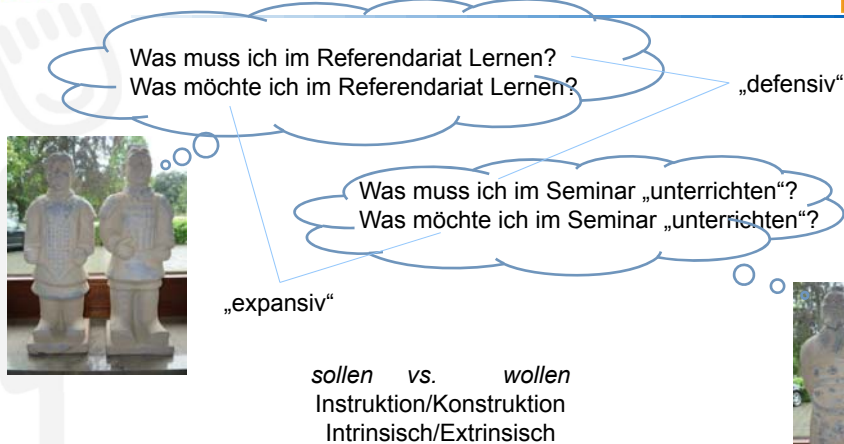 Was muss ich im Referendariat Lernen?
Was möchte ich im Referendariat Lernen?
„defensiv“
Was muss ich im Seminar „unterrichten“?
Was möchte ich im Seminar „unterrichten“?
„expansiv“
sollen vs. wollen
Instruktion/Konstruktion
Intrinsisch/Extrinsisch